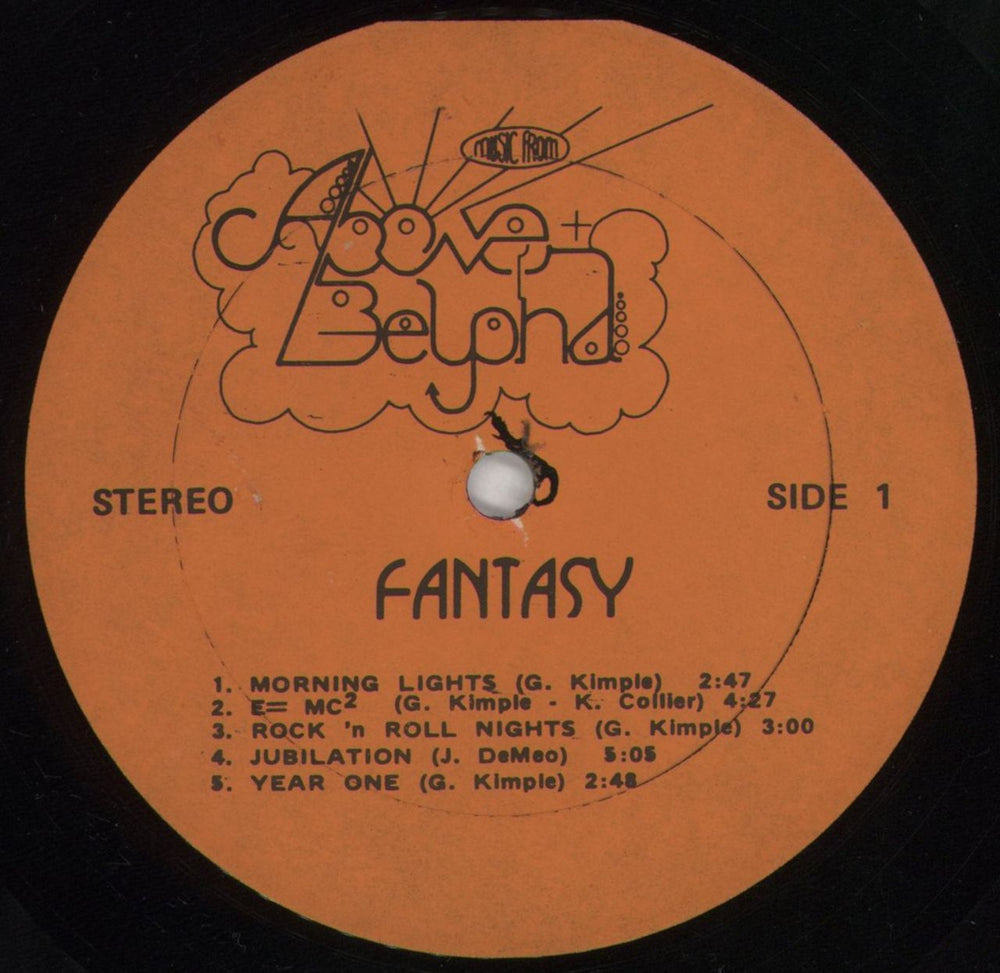 MUSIC FROM
Above +
Beyond
STEREO
SIDE 1
FANTASY
1. MORNING LIGHTS (G. Kimple) 2:47
2. E= MC² (G. Kimple - K. Collier) 4:27
3. ROCK 'n ROLL NIGHTS (G. Kimple) 3:00
4. JUBILATION (J. DeMeo) 5:05
5. YEAR ONE (G. Kimple) 2:48